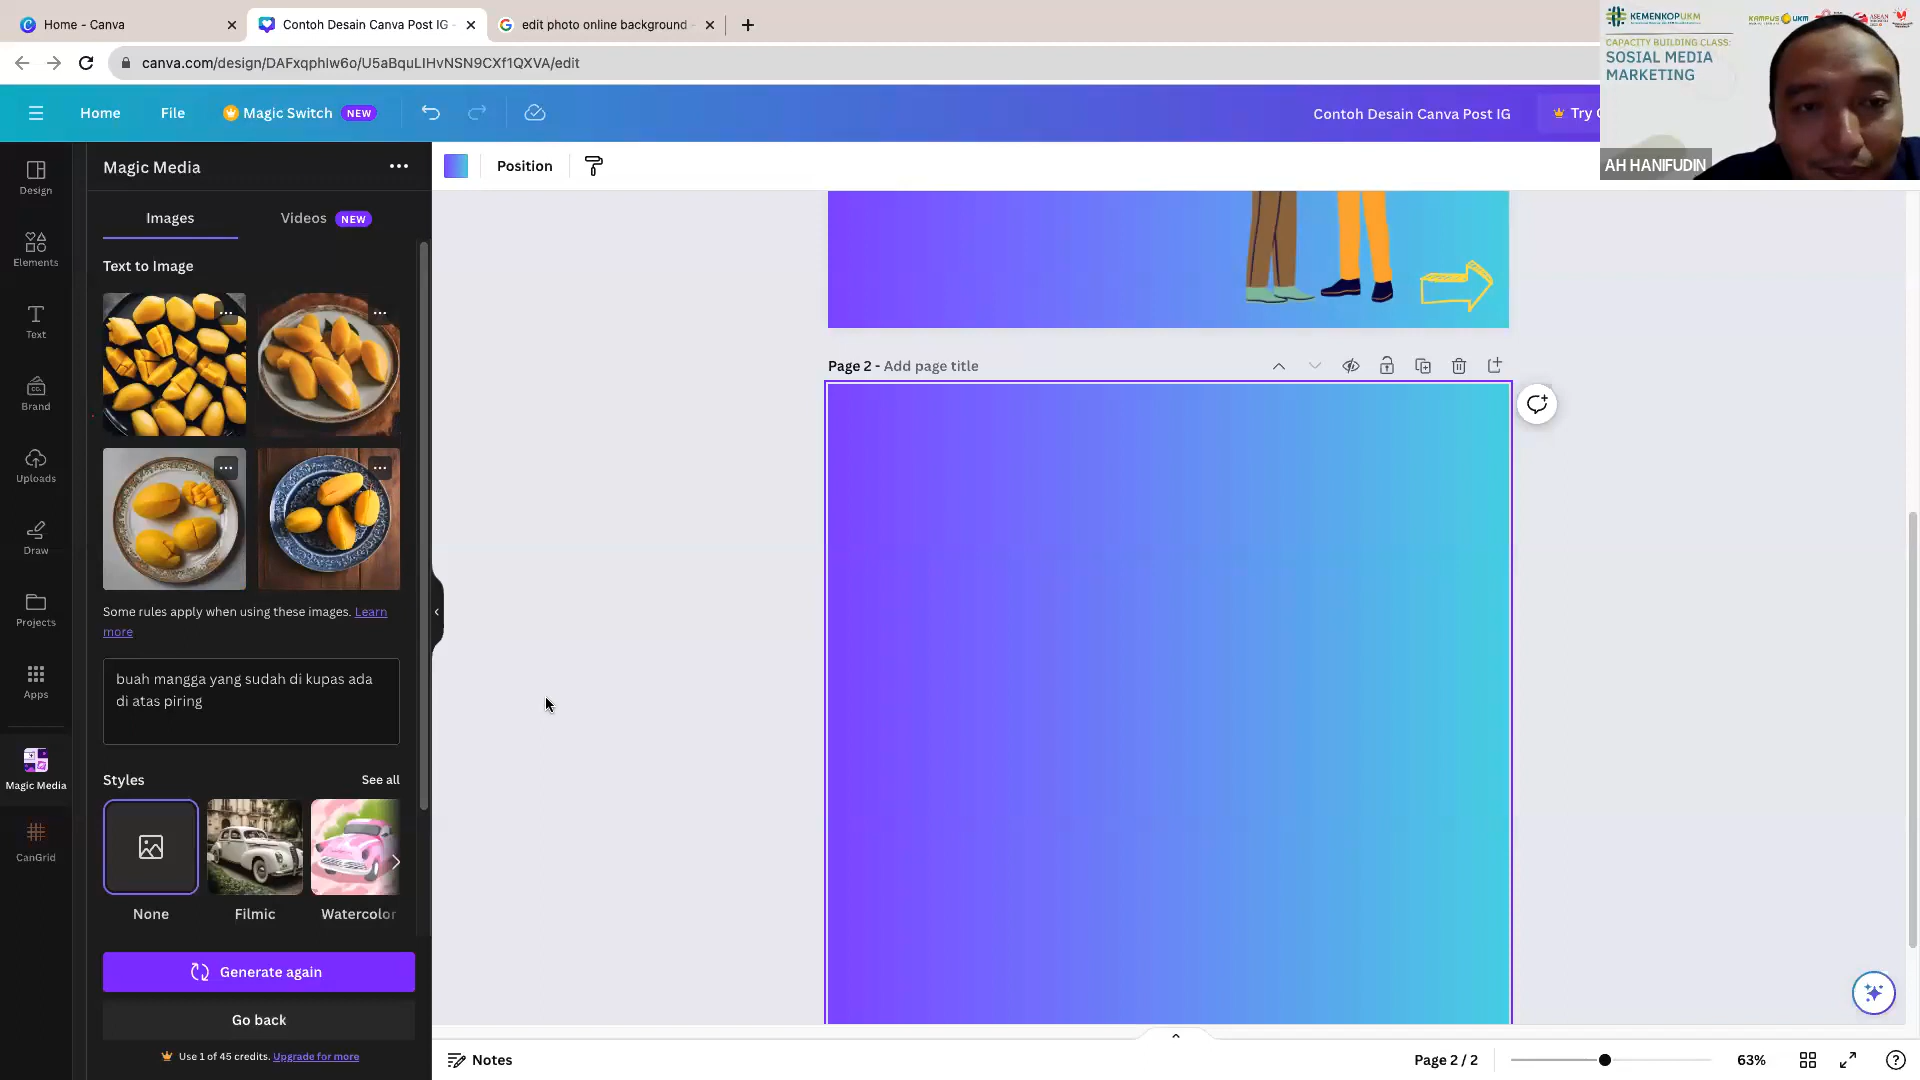 Home - Canva
Contoh Desain Canva Post IG -
edit photo online background -
canva.com/design/DAFxqphIw6o/U5aBquLIHvNSN9CXf1QXVA/edit
KEMENKOPUKM
KAMPUS UKM
CAPACITY BUILDING CLASS:
SOSIAL MEDIA
MARKETING
AH HANIFUDIN
Home
File
Magic Switch
NEW
Contoh Desain Canva Post IG
Try
Design
Elements
Text
Brand
Uploads
Draw
Projects
Apps
Magic Media
CanGrid
Magic Media
Images
Videos
NEW
Text to Image
Some rules apply when using these images. Learn
more
buah mangga yang sudah di kupas ada
di atas piring
Styles
See all
None
Filmic
Watercolor
Generate again
Go back
Use 1 of 45 credits. Upgrade for more
Position
Page 2 - Add page title
Notes
Page 2 / 2
63%